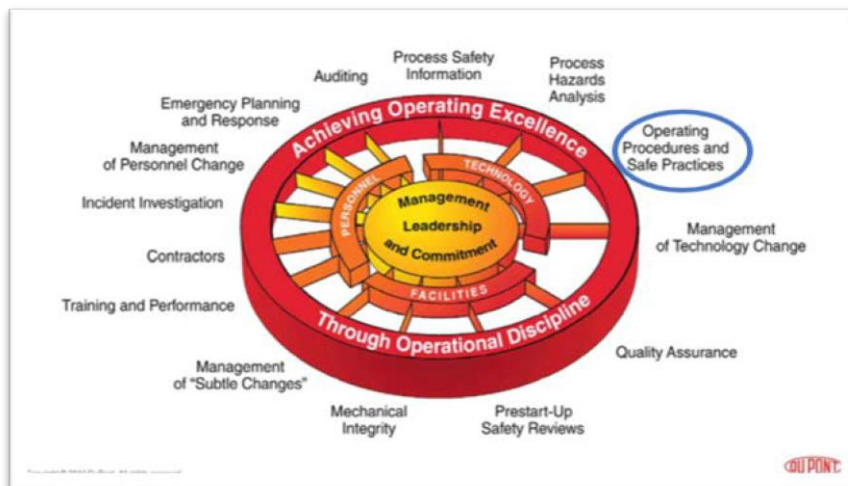 Process Safety
Information
Process
Hazards
Analysis
Operating
Procedures and
Safe Practices
Management
of Technology Change
Quality Assurance
Prestart-Up
Safety Reviews
Mechanical
Integrity
Management
of "Subtle Changes"
Training and Performance
Contractors
Incident Investigation
Management
of Personnel Change
Emergency Planning
and Response
Auditing
Achieving Operating Excellence
Through Operational Discipline
PERSONNEL
TECHNOLOGY
FACILITIES
Management
Leadership
and Commitment
DUPONT